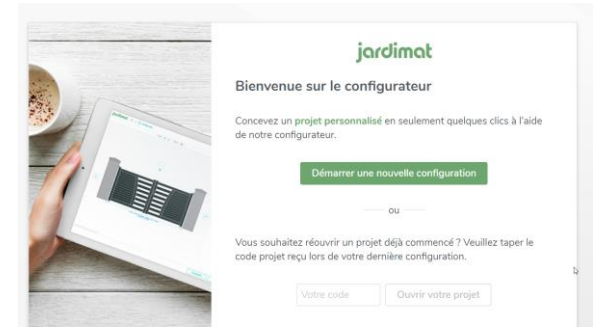 jardimat
Bienvenue sur le configurateur
Concevez un projet personnalisé en seulement quelques clics à l'aide
de notre configurateur.
Démarrer une nouvelle configuration
ou
Vous souhaitez réouvrir un projet déjà commencé ? Veuillez taper le
code projet reçu lors de votre dernière configuration.
Votre code
Ouvrir votre projet